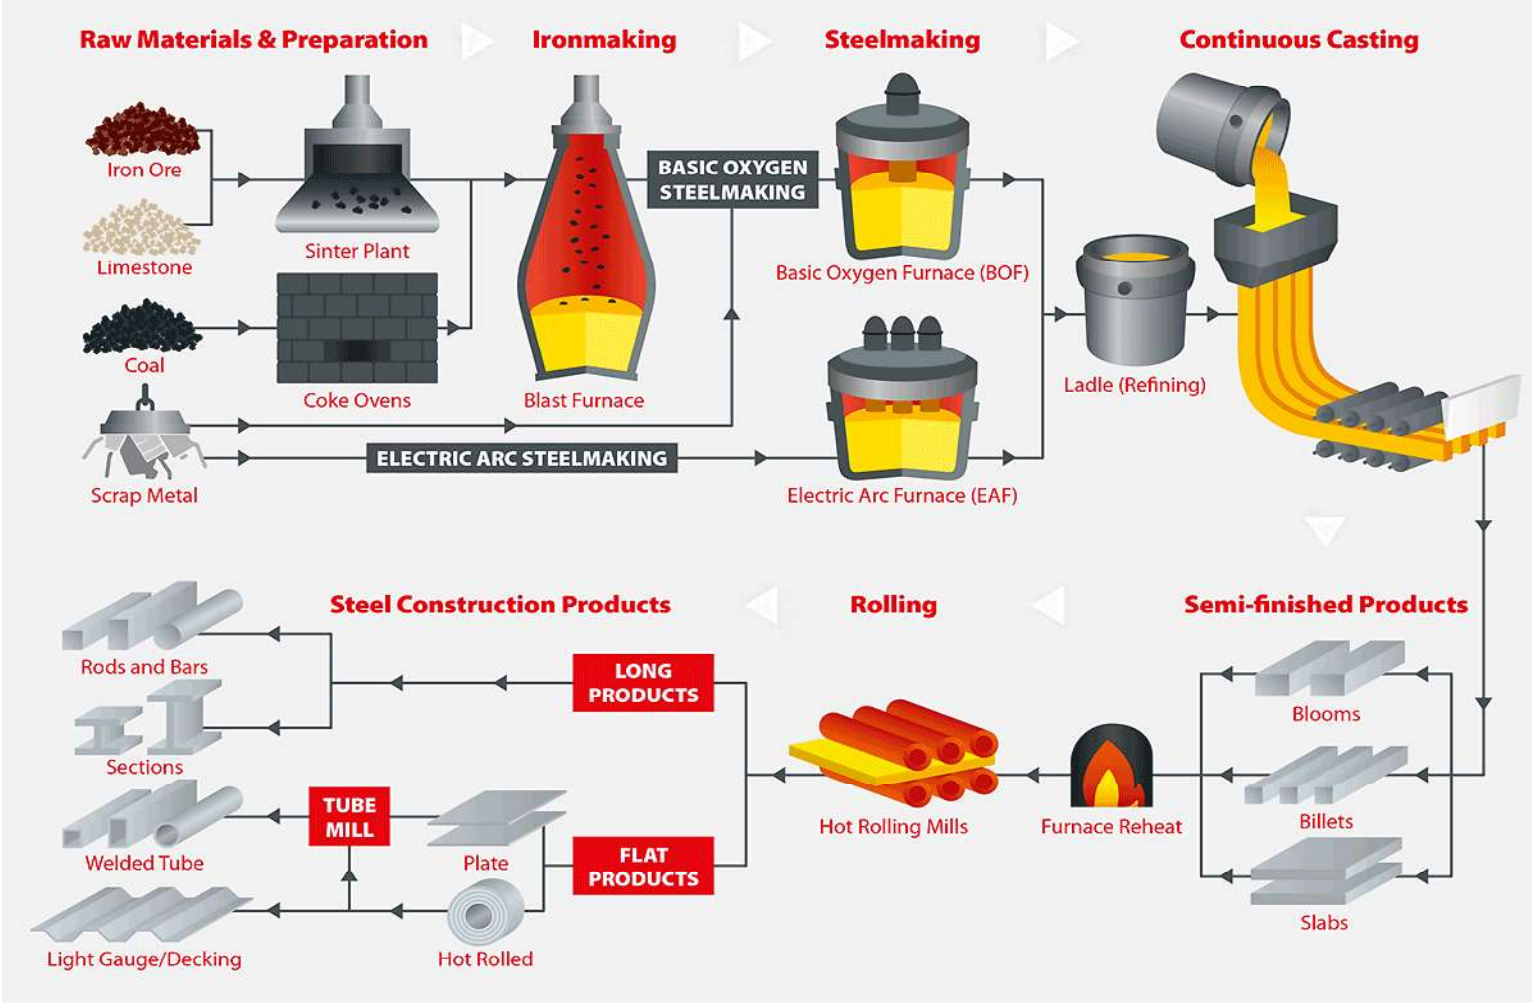 Raw Materials & Preparation
Ironmaking
Steelmaking
Continuous Casting
Iron Ore
Limestone
Coal
Scrap Metal
Sinter Plant
Coke Ovens
Blast Furnace
BASIC OXYGEN
STEELMAKING
ELECTRIC ARC STEELMAKING
Basic Oxygen Furnace (BOF)
Electric Arc Furnace (EAF)
Ladle (Refining)
Steel Construction Products
Rolling
Semi-finished Products
Rods and Bars
Sections
Welded Tube
Light Gauge/Decking
LONG
PRODUCTS
TUBE
MILL
Plate
FLAT
PRODUCTS
Hot Rolled
Hot Rolling Mills
Furnace Reheat
Blooms
Billets
Slabs